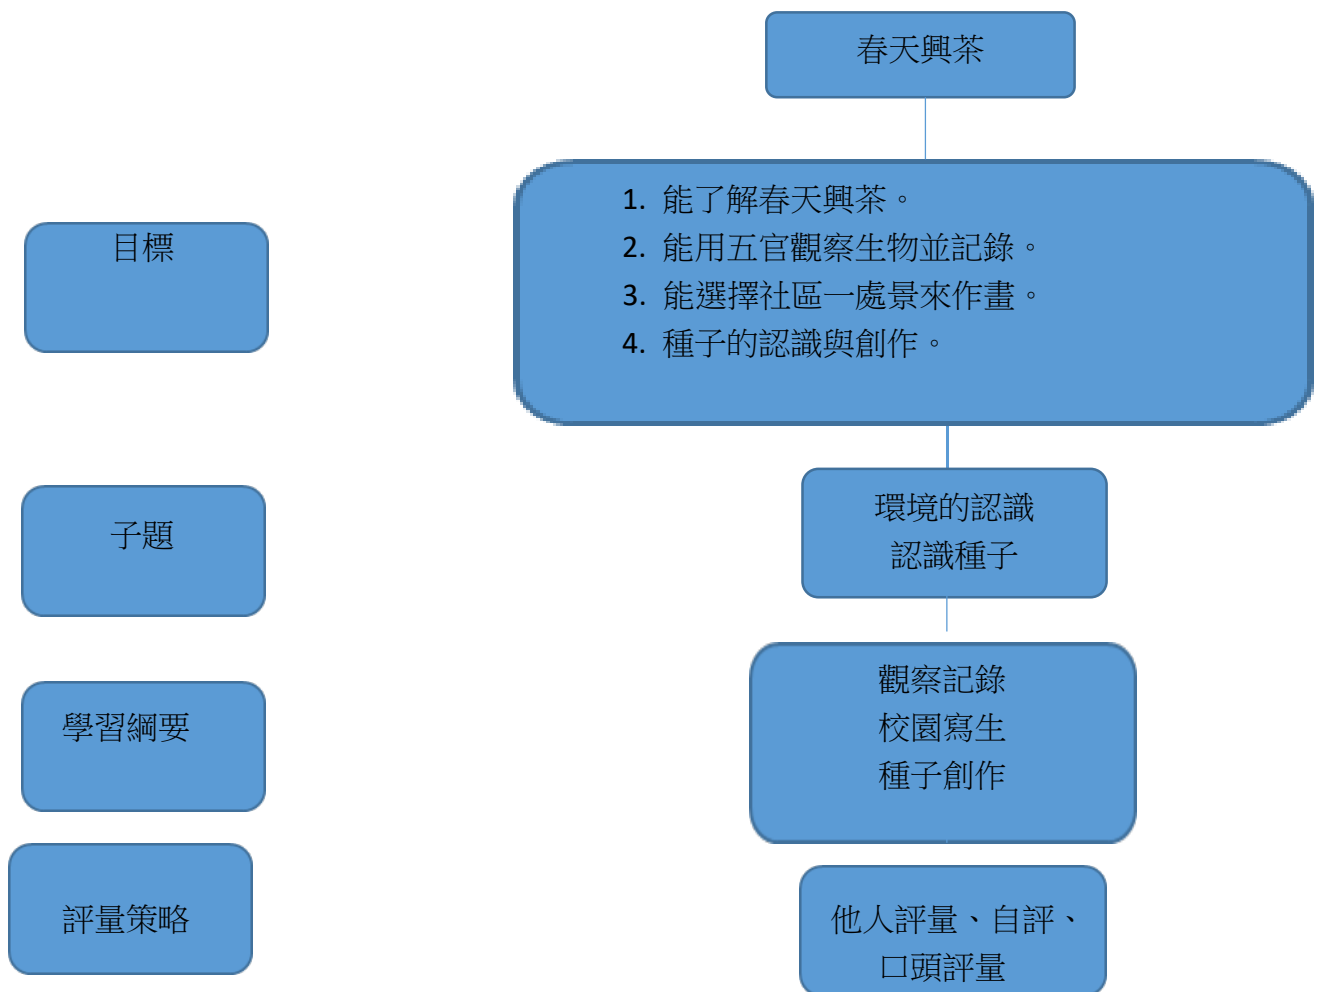 春天興茶
目標
1. 能了解春天興茶。
2. 能用五官觀察生物並記錄。
3. 能選擇社區一處景來作畫。
4. 種子的認識與創作。
子題
環境的認識
認識種子
學習綱要
觀察記錄
校園寫生
種子創作
評量策略
他人評量、自評、
口頭評量